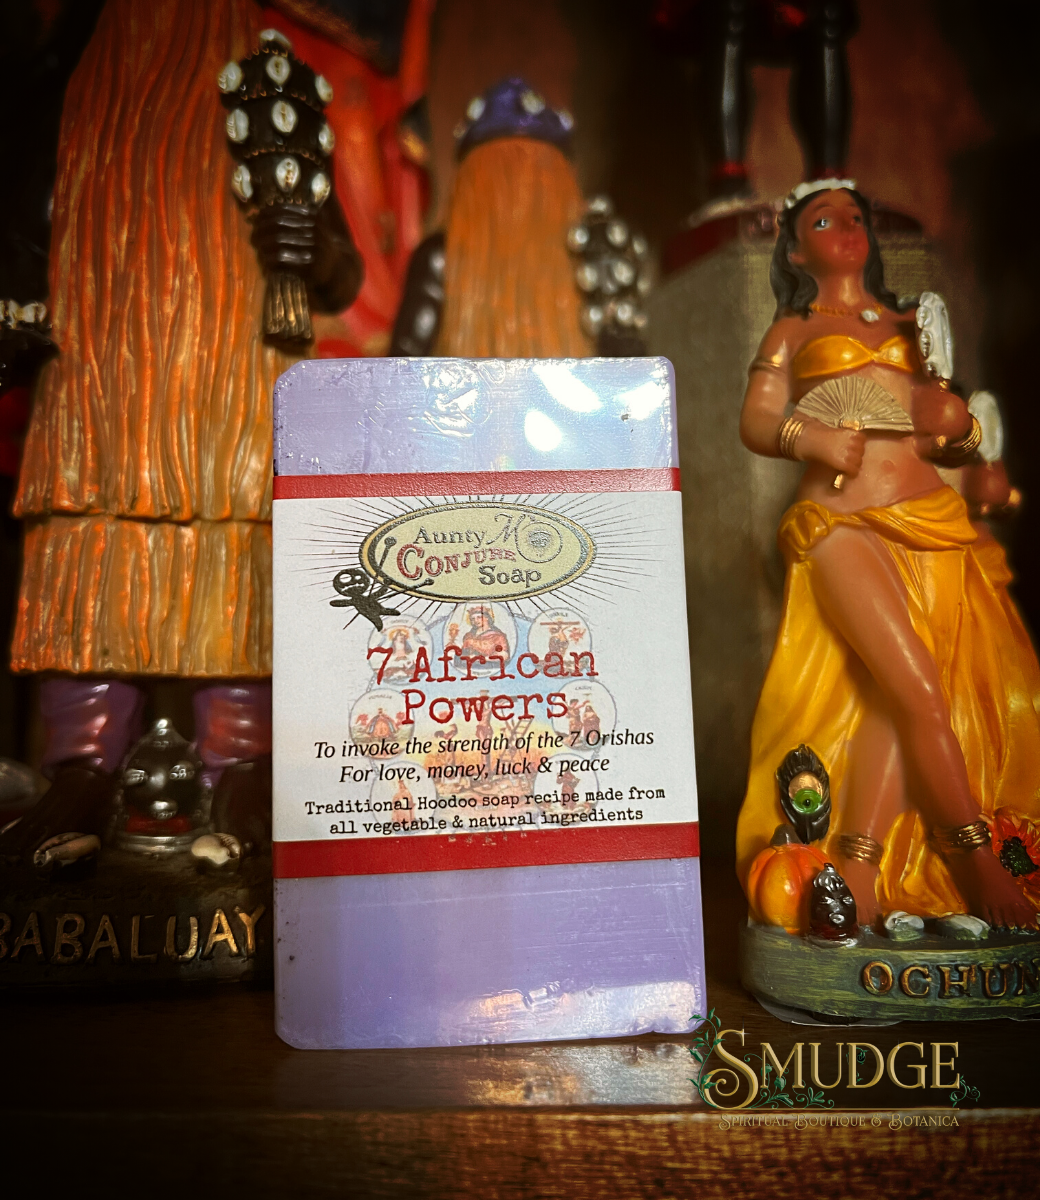 Aunty Mo
Conjure
Soap
7 African
Powers
To invoke the strength of the 7 Orishas
For love, money, luck & peace
Traditional Hoodoo soap recipe made from
all vegetable & natural ingredients
BABALUAY
OCHUN
SMUDGE
SPIRITUAL BOUTIQUE & BOTANICA